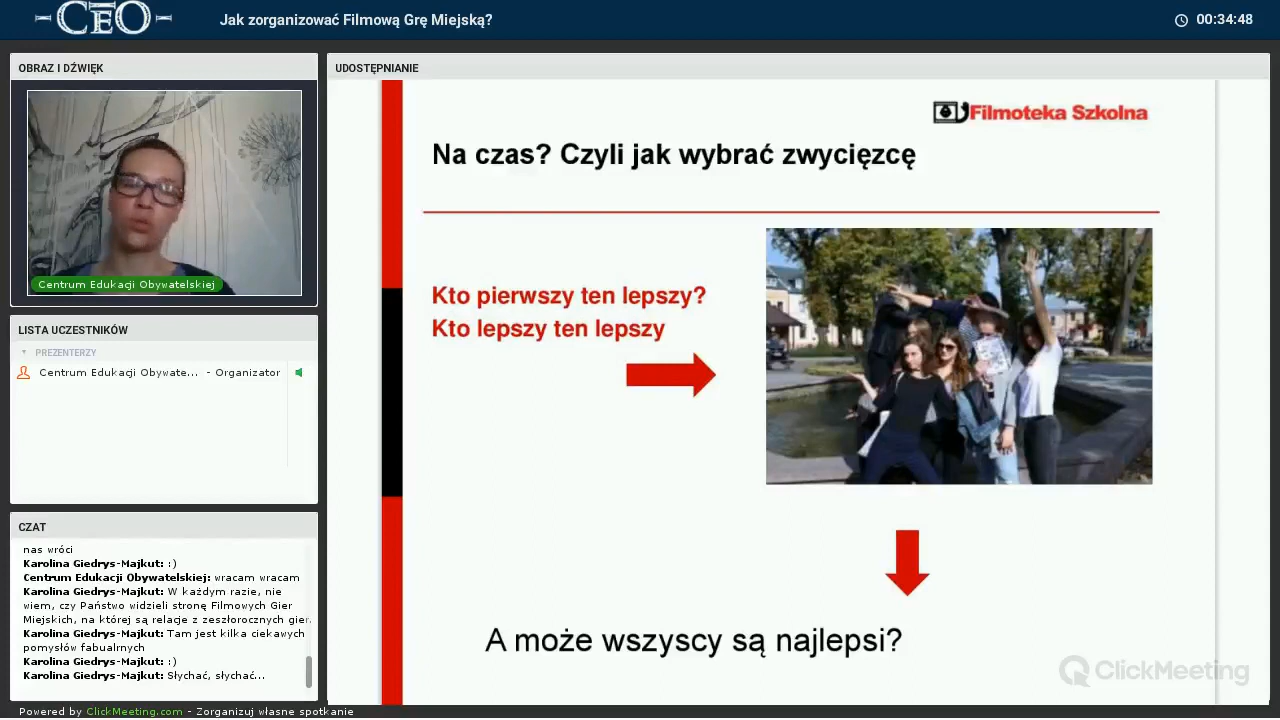 CEO
Jak zorganizować Filmową Grę Miejską?
00:34:48
OBRAZ I DŹWIĘK
Centrum Edukacji Obywatelskiej
LISTA UCZESTNIKÓW
PREZENTERZY
Centrum Edukacji Obywate... - Organizator
CZAT
nas wróci
Karolina Giedrys-Majkut: :)
Centrum Edukacji Obywatelskiej: wracam wracam
Karolina Giedrys-Majkut: W każdym razie, nie
wiem, czy Państwo widzieli stronę Filmowych Gier
Miejskich, na której są relacje z zeszłorocznych gier.
Karolina Giedrys-Majkut: Tam jest kilka ciekawych
pomysłów fabualrnych
Karolina Giedrys-Majkut: :)
Karolina Giedrys-Majkut: Słychać, słychać...
UDOSTĘPNIANIE
Filmoteka Szkolna
Na czas? Czyli jak wybrać zwycięzcę
Kto pierwszy ten lepszy?
Kto lepszy ten lepszy
A może wszyscy są najlepsi?
ClickMeeting
Powered by ClickMeeting.com - Zorganizuj własne spotkanie